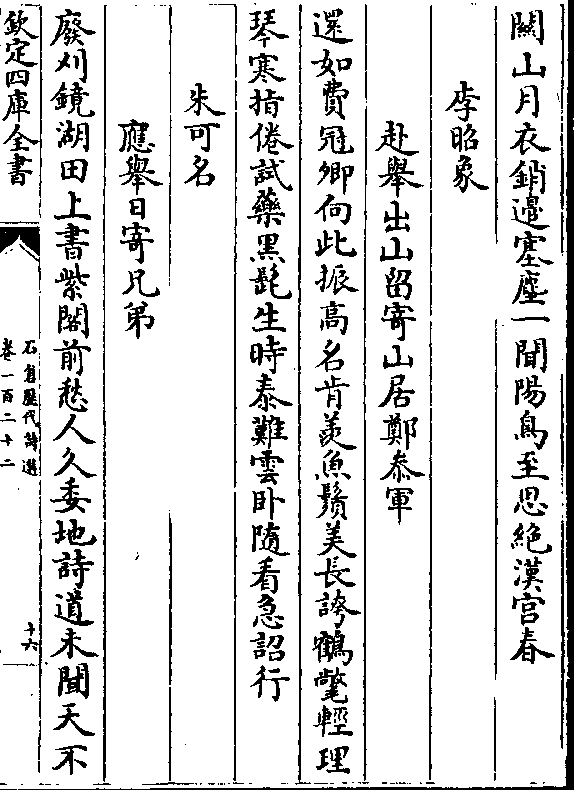 關山月衣銷邊塞塵一聞陽鳥至思絶漢宫春
李昭象
赴舉出山留寄山居鄭叅軍
還如費冠卿向此振高名肯羡魚鬚美長誇鶴氅輕理
琴寒指倦試藥黒髭生時泰難雲卧隨看急詔行
朱可名
應舉日寄兄弟
廢刈鏡湖田上書紫閣前愁人久委地詩道未聞天不
欽定四庫全書
石倉歴代詩選
卷一百二十二
十六